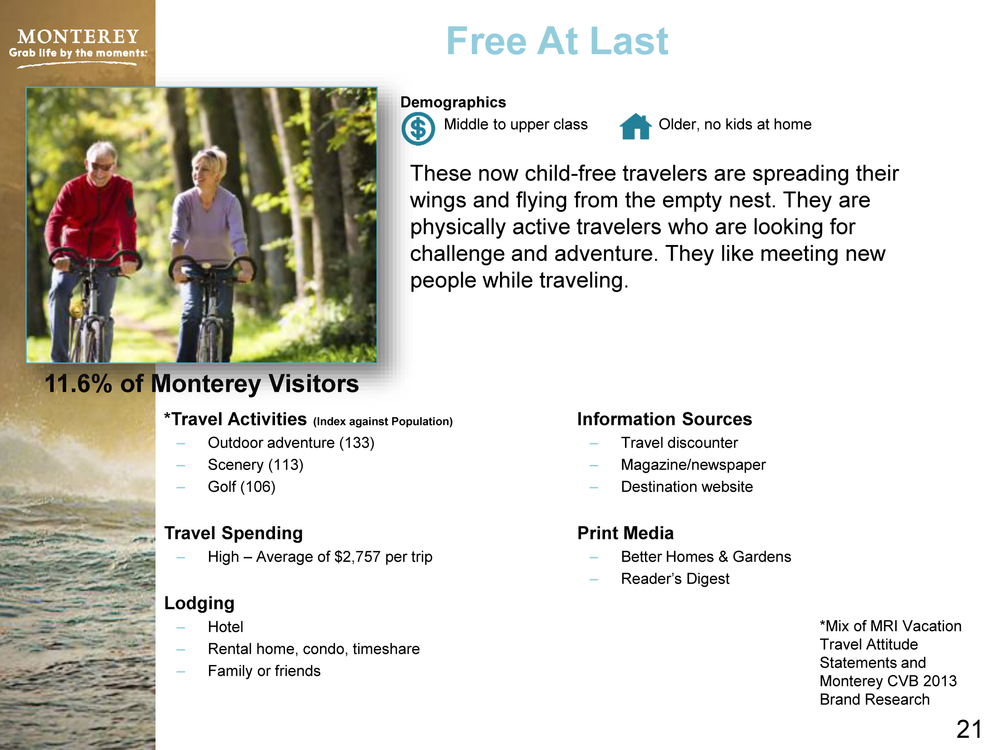 MONTEREY
Grab life by the moments.
Free At Last
Demographics
Middle to upper class
Older, no kids at home
These now child-free travelers are spreading their
wings and flying from the empty nest. They are
physically active travelers who are looking for
challenge and adventure. They like meeting new
people while traveling.
11.6% of Monterey Visitors
*Travel Activities (Index against Population)
– Outdoor adventure (133)
– Scenery (113)
– Golf (106)
Travel Spending
– High – Average of $2,757 per trip
Lodging
– Hotel
– Rental home, condo, timeshare
– Family or friends
Information Sources
– Travel discounter
– Magazine/newspaper
– Destination website
Print Media
– Better Homes & Gardens
– Reader’s Digest
*Mix of MRI Vacation
Travel Attitude
Statements and
Monterey CVB 2013
Brand Research
21